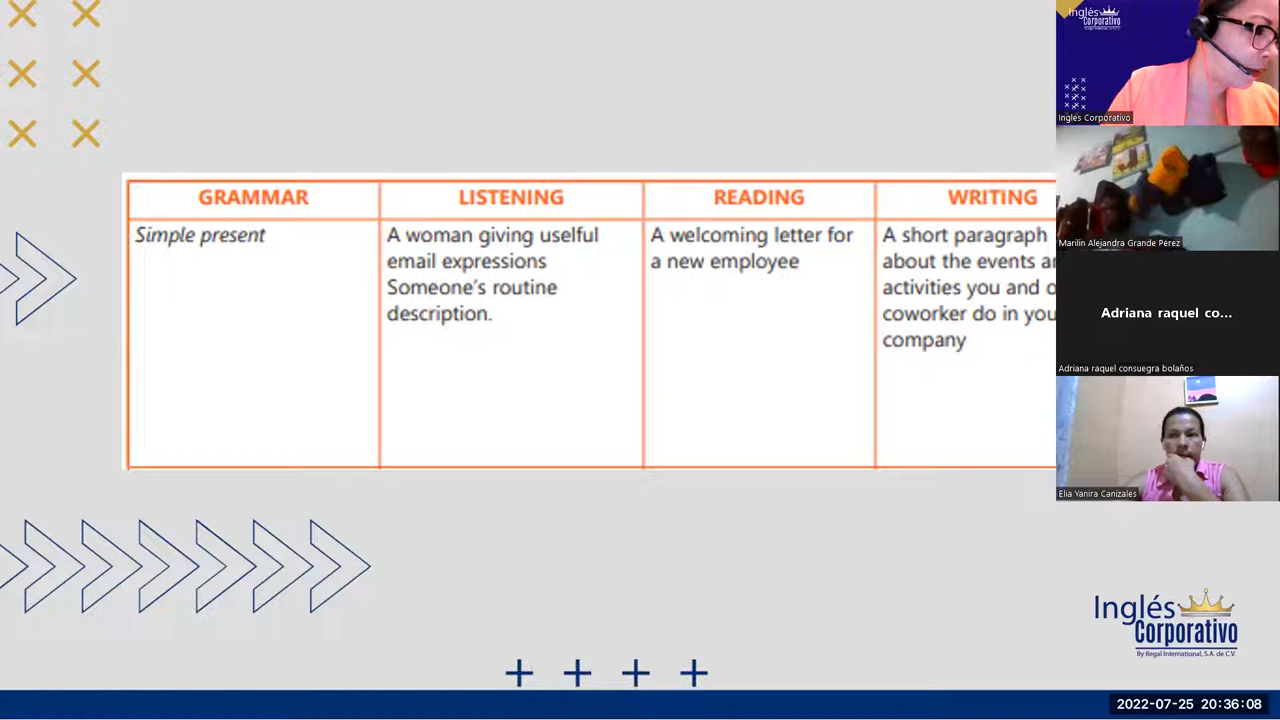 GRAMMAR
LISTENING
READING
WRITING
Simple present
A woman giving uselful
email expressions
Someone's routine
description.
A welcoming letter for
a new employee
A short paragraph
about the events
activities you and
coworker do in
company
Inglés
Corporativo
Inglés Corporativo
Marilin Alejandra Grande Pérez
Adriana raquel co...
Adriana raquel consuegra bolaños
Elia Yanira Canizales
Inglés
Corporativo
By Regal International, S.A. de C.V.
2022-07-25 20:36:08